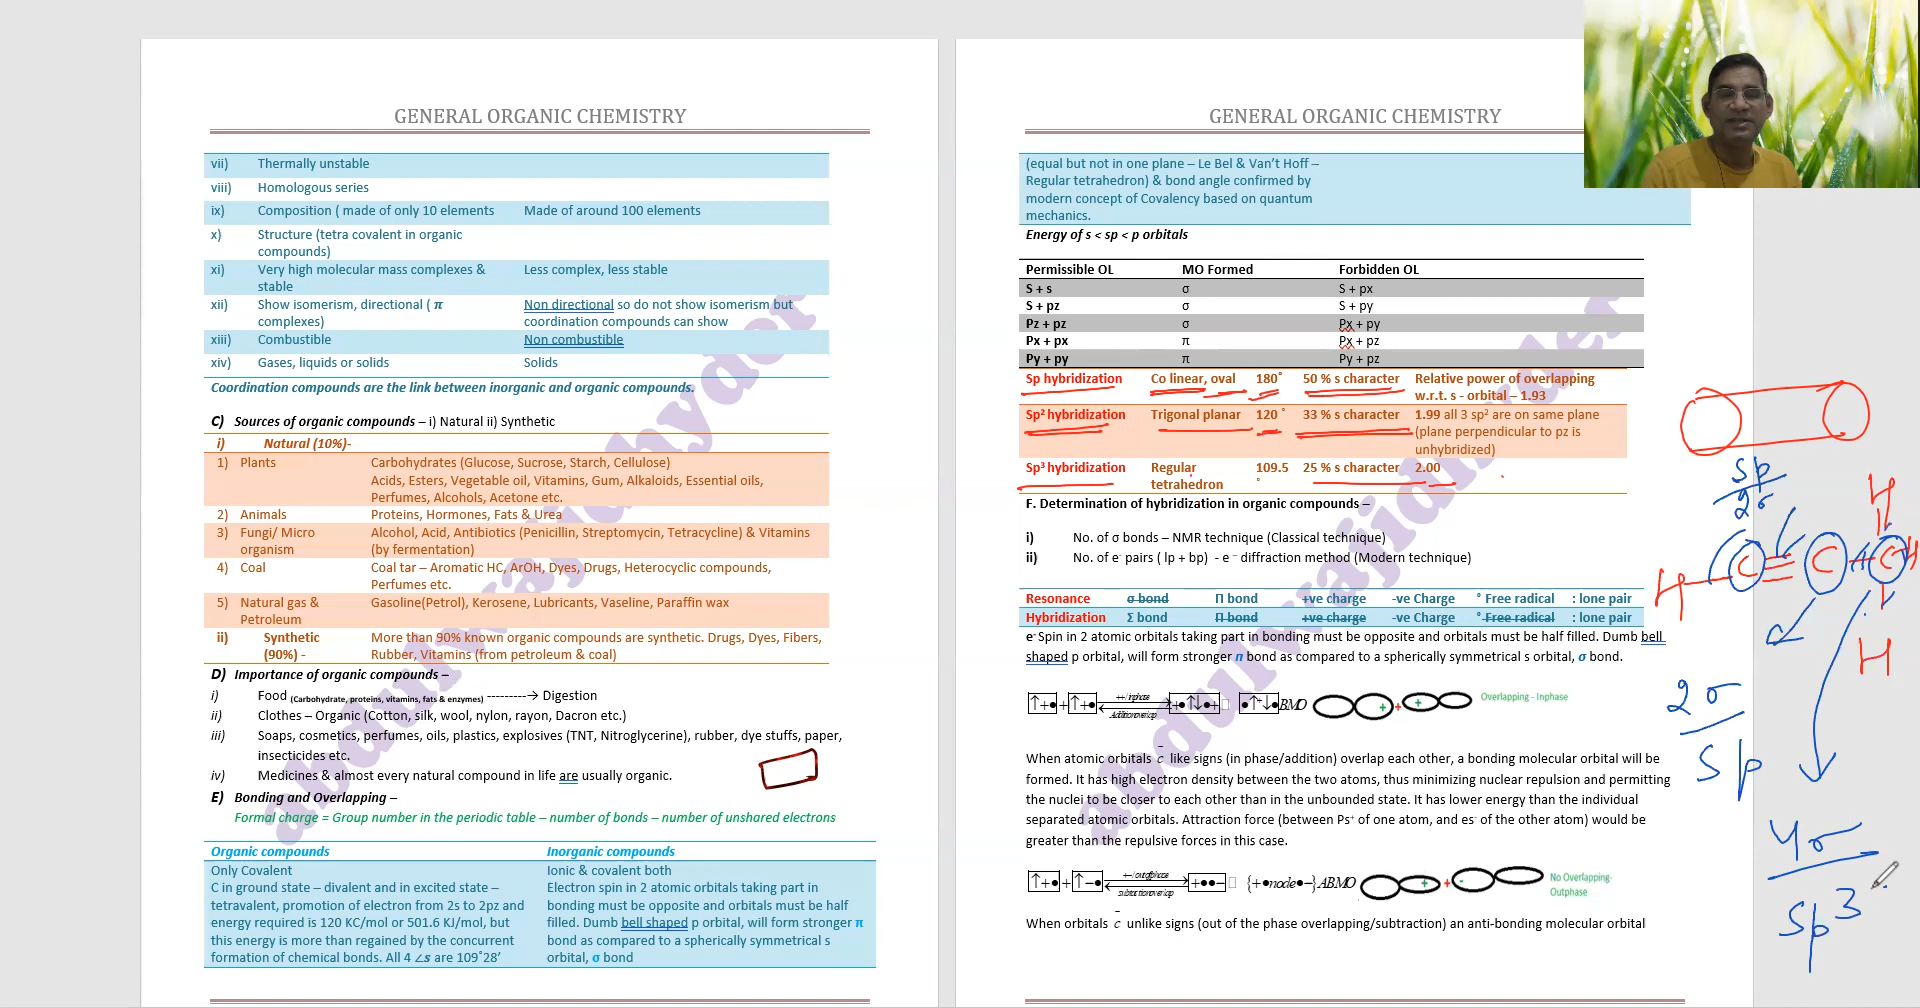 GENERAL ORGANIC CHEMISTRY
vii) Thermally unstable
viii) Homologous series
ix) Composition ( made of only 10 elements Made of around 100 elements
x) Structure (tetra covalent in organic
compounds)
xi) Very high molecular mass complexes & Less complex, less stable
stable
xii) Show isomerism, directional ( π Non directional so do not show isomerism but
complexes) coordination compounds can show
xiii) Combustible Non combustible
xiv) Gases, liquids or solids Solids
Coordination compounds are the link between inorganic and organic compounds.
C) Sources of organic compounds – i) Natural ii) Synthetic
i) Natural (10%)-
1) Plants Carbohydrates (Glucose, Sucrose, Starch, Cellulose)
Acids, Esters, Vegetable oil, Vitamins, Gum, Alkaloids, Essential oils,
Perfumes, Alcohols, Acetone etc.
2) Animals Proteins, Hormones, Fats & Urea
3) Fungi/ Micro Alcohol, Acid, Antibiotics (Penicillin, Streptomycin, Tetracycline) & Vitamins
organism (by fermentation)
4) Coal Coal tar – Aromatic HC, ArOH, Dyes, Drugs, Heterocyclic compounds,
Perfumes etc.
5) Natural gas & Gasoline(Petrol), Kerosene, Lubricants, Vaseline, Paraffin wax
Petroleum
ii) Synthetic More than 90% known organic compounds are synthetic. Drugs, Dyes, Fibers,
(90%) - Rubber, Vitamins (from petroleum & coal)
D) Importance of organic compounds –
i) Food (Carbohydrate, proteins, vitamins, fats & enzymes) ---------→ Digestion
ii) Clothes – Organic (Cotton, silk, wool, nylon, rayon, Dacron etc.)
iii) Soaps, cosmetics, perfumes, oils, plastics, explosives (TNT, Nitroglycerine), rubber, dye stuffs, paper,
insecticides etc.
iv) Medicines & almost every natural compound in life are usually organic.
E) Bonding and Overlapping –
Formal charge = Group number in the periodic table – number of bonds – number of unshared electrons
Organic compounds Inorganic compounds
Only Covalent Ionic & covalent both
C in ground state – divalent and in excited state – Electron spin in 2 atomic orbitals taking part in
tetravalent, promotion of electron from 2s to 2pz and bonding must be opposite and orbitals must be half
energy required is 120 KC/mol or 501.6 KJ/mol, but filled. Dumb bell shaped p orbital, will form stronger π
this energy is more than regained by the concurrent bond as compared to a spherically symmetrical s
formation of chemical bonds. All 4 ∠s are 109˚28’ orbital, σ bond
GENERAL ORGANIC CHEMISTRY
(equal but not in one plane – Le Bel & Van’t Hoff –
Regular tetrahedron) & bond angle confirmed by
modern concept of Covalency based on quantum
mechanics.
Energy of s < sp < p orbitals
Permissible OL MO Formed Forbidden OL
S + s σ S + px
S + pz σ S + py
Pz + pz σ Px + py
Px + px π Px + pz
Py + py π Py + pz
Sp hybridization Co linear, oval 180˚ 50 % s character Relative power of overlapping
w.r.t. s - orbital – 1.93
Sp² hybridization Trigonal planar 120 ˚ 33 % s character 1.99 all 3 sp² are on same plane
(plane perpendicular to pz is
unhybridized)
Sp³ hybridization Regular 109.5 25 % s character 2.00
tetrahedron ˚
F. Determination of hybridization in organic compounds –
i) No. of σ bonds – NMR technique (Classical technique)
ii) No. of e⁻ pairs ( lp + bp) - e⁻ diffraction method (Modern technique)
Resonance σ bond Π bond +ve charge -ve Charge ˚ Free radical : lone pair
Hybridization Σ bond Π bond +ve charge -ve Charge ˚ Free radical : lone pair
e⁻ Spin in 2 atomic orbitals taking part in bonding must be opposite and orbitals must be half filled. Dumb bell
shaped p orbital, will form stronger π bond as compared to a spherically symmetrical s orbital, σ bond.
++/inphase
Addition overlap
BMO
Overlapping - Inphase
When atomic orbitals c̄ like signs (in phase/addition) overlap each other, a bonding molecular orbital will be
formed. It has high electron density between the two atoms, thus minimizing nuclear repulsion and permitting
the nuclei to be closer to each other than in the unbounded state. It has lower energy than the individual
separated atomic orbitals. Attraction force (between Ps⁺ of one atom, and es⁻ of the other atom) would be
greater than the repulsive forces in this case.
+-/outofphase
subtraction overlap
{+●node●−}ABMO
No Overlapping-
Outphase
When orbitals c̄ unlike signs (out of the phase overlapping/subtraction) an anti-bonding molecular orbital
sp
2σ
H
H – C ≡ C – C H
H
2σ
sp
4σ
sp3
abdulwajidhyder
abdulwajidhyder